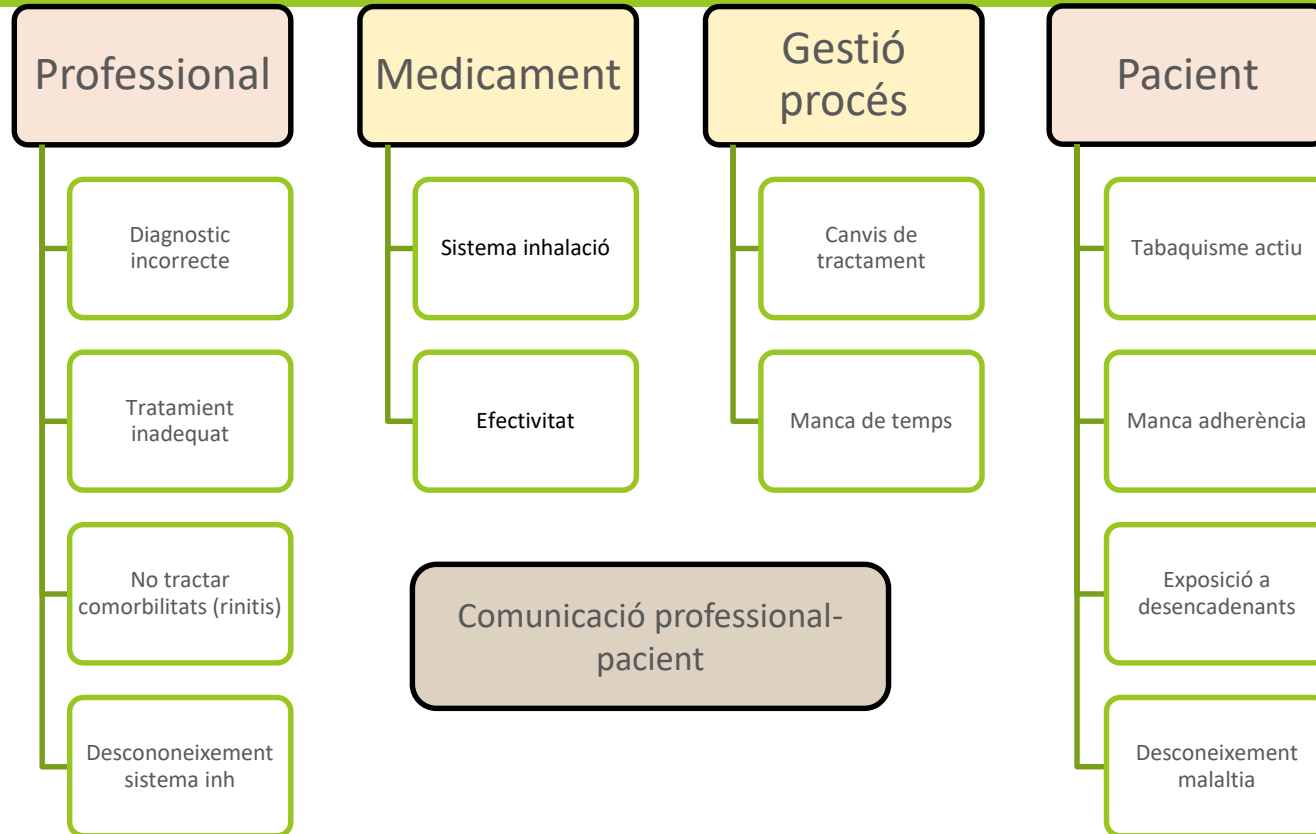 Professional
Diagnostic
incorrecte
Tratamient
inadequat
No tractar
comorbilitats (rinitis)
Descononeixement
sistema inh
Medicament
Sistema inhalació
Efectivitat
Gestió
procés
Canvis de
tractament
Manca de temps
Comunicació professional-
pacient
Pacient
Tabaquisme actiu
Manca adherència
Exposició a
desencadenants
Desconeixement
malaltia